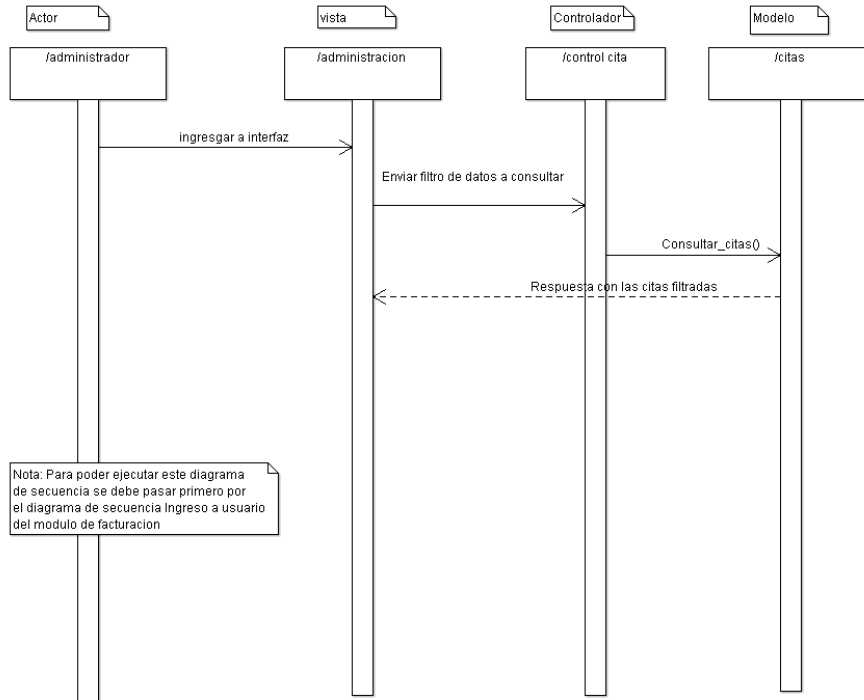 Actor
vista
Controlador
Modelo
/administrador
/administracion
/control cita
/citas
ingresgar a interfaz
Enviar filtro de datos a consultar
Consultar_citas()
Respuesta con las citas filtradas
Nota: Para poder ejecutar este diagrama
de secuencia se debe pasar primero por
el diagrama de secuencia Ingreso a usuario
del modulo de facturacion